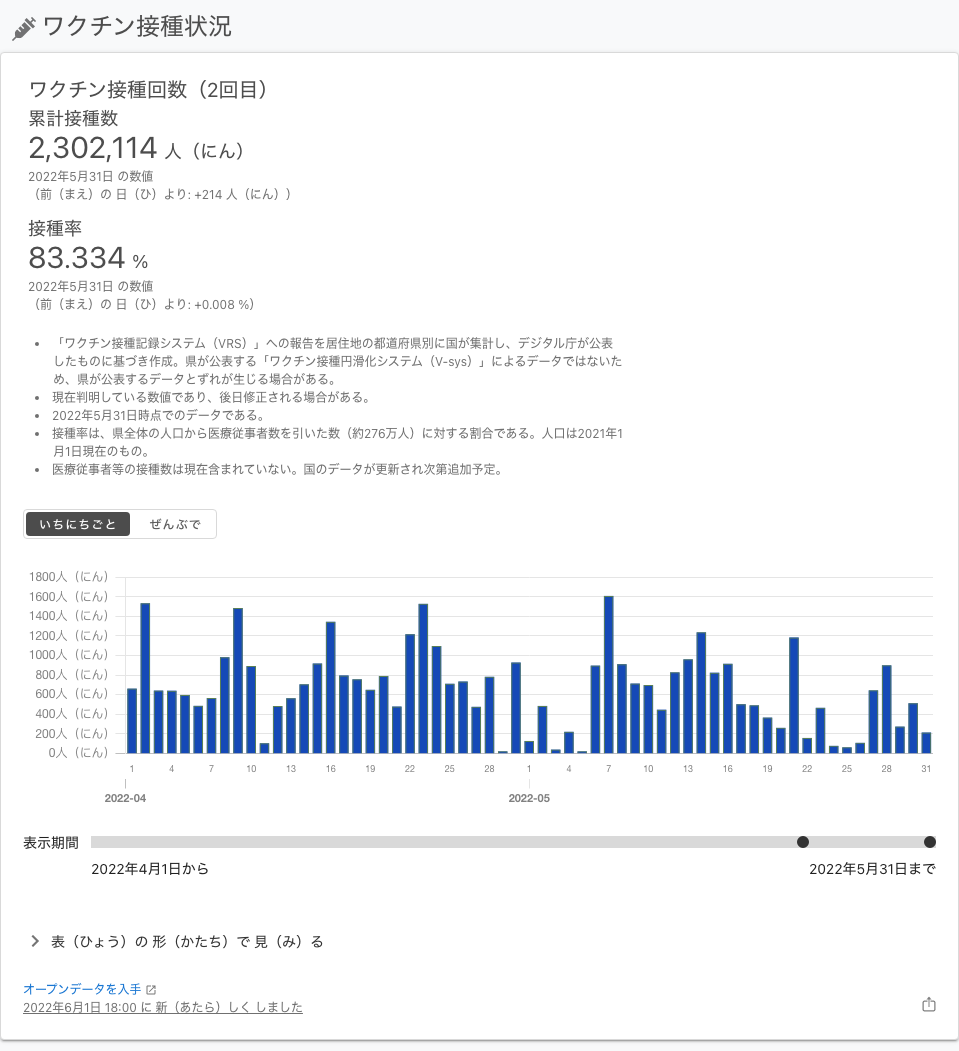 ワクチン接種状況
ワクチン接種回数（2回目）
累計接種数
2,302,114 人（にん）
2022年5月31日 の数値
（前（まえ）の 日（ひ）より: +214 人（にん））
接種率
83.334 %
2022年5月31日 の数値
（前（まえ）の 日（ひ）より: +0.008 %）
• 「ワクチン接種記録システム（VRS）」への報告を居住地の都道府県別に国が集計し、デジタル庁が公表
したものに基づき作成。県が公表する「ワクチン接種円滑化システム（V-sys）」によるデータではないた
め、県が公表するデータとずれが生じる場合がある。
• 現在判明している数値であり、後日修正される場合がある。
• 2022年5月31日時点でのデータである。
• 接種率は、県全体の人口から医療従事者数を引いた数（約276万人）に対する割合である。人口は2021年1
月1日現在のもの。
• 医療従事者等の接種数は現在含まれていない。国のデータが更新され次第追加予定。
いちにちごと ぜんぶで
1800人（にん）
1600人（にん）
1400人（にん）
1200人（にん）
1000人（にん）
800人（にん）
600人（にん）
400人（にん）
200人（にん）
0人（にん）
1 4 7 10 13 16 19 22 25 28 1 4 7 10 13 16 19 22 25 28 31
2022-04 2022-05
表示期間
2022年4月1日から 2022年5月31日まで
表（ひょう）の 形（かたち）で 見（み）る
オープンデータを入手
2022年6月1日 18:00 に 新（あたら）しく しました